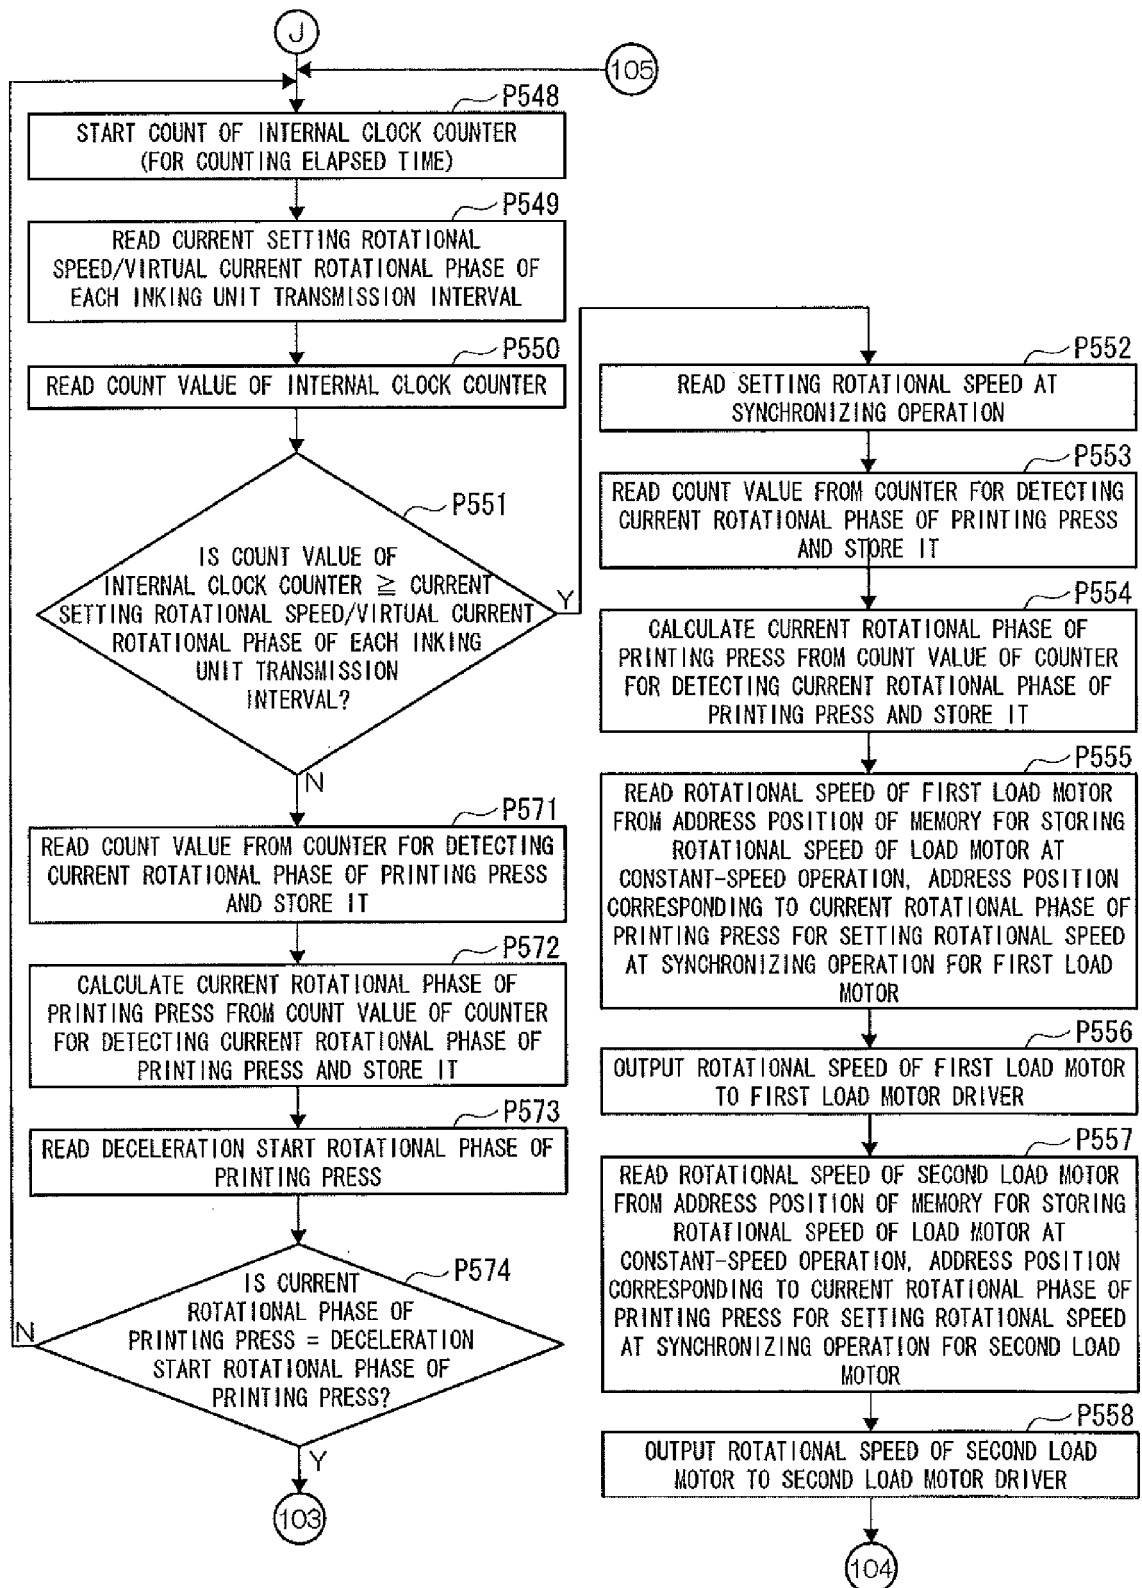 J
105
P548
START COUNT OF INTERNAL CLOCK COUNTER
(FOR COUNTING ELAPSED TIME)
P549
READ CURRENT SETTING ROTATIONAL
SPEED/VIRTUAL CURRENT ROTATIONAL PHASE OF
EACH INKING UNIT TRANSMISSION INTERVAL
P550
READ COUNT VALUE OF INTERNAL CLOCK COUNTER
P551
IS COUNT VALUE OF
INTERNAL CLOCK COUNTER ≧ CURRENT
SETTING ROTATIONAL SPEED/VIRTUAL CURRENT
ROTATIONAL PHASE OF EACH INKING
UNIT TRANSMISSION
INTERVAL?
Y
N
P571
READ COUNT VALUE FROM COUNTER FOR DETECTING
CURRENT ROTATIONAL PHASE OF PRINTING PRESS
AND STORE IT
P572
CALCULATE CURRENT ROTATIONAL PHASE OF
PRINTING PRESS FROM COUNT VALUE OF COUNTER
FOR DETECTING CURRENT ROTATIONAL PHASE OF
PRINTING PRESS AND STORE IT
P573
READ DECELERATION START ROTATIONAL PHASE OF
PRINTING PRESS
P574
IS CURRENT
ROTATIONAL PHASE OF
PRINTING PRESS = DECELERATION
START ROTATIONAL PHASE OF
PRINTING PRESS?
N
Y
103
P552
READ SETTING ROTATIONAL SPEED AT
SYNCHRONIZING OPERATION
P553
READ COUNT VALUE FROM COUNTER FOR DETECTING
CURRENT ROTATIONAL PHASE OF PRINTING PRESS
AND STORE IT
P554
CALCULATE CURRENT ROTATIONAL PHASE OF
PRINTING PRESS FROM COUNT VALUE OF COUNTER
FOR DETECTING CURRENT ROTATIONAL PHASE OF
PRINTING PRESS AND STORE IT
P555
READ ROTATIONAL SPEED OF FIRST LOAD MOTOR
FROM ADDRESS POSITION OF MEMORY FOR STORING
ROTATIONAL SPEED OF LOAD MOTOR AT
CONSTANT-SPEED OPERATION, ADDRESS POSITION
CORRESPONDING TO CURRENT ROTATIONAL PHASE OF
PRINTING PRESS FOR SETTING ROTATIONAL SPEED
AT SYNCHRONIZING OPERATION FOR FIRST LOAD
MOTOR
P556
OUTPUT ROTATIONAL SPEED OF FIRST LOAD MOTOR
TO FIRST LOAD MOTOR DRIVER
P557
READ ROTATIONAL SPEED OF SECOND LOAD MOTOR
FROM ADDRESS POSITION OF MEMORY FOR STORING
ROTATIONAL SPEED OF LOAD MOTOR AT
CONSTANT-SPEED OPERATION, ADDRESS POSITION
CORRESPONDING TO CURRENT ROTATIONAL PHASE OF
PRINTING PRESS FOR SETTING ROTATIONAL SPEED
AT SYNCHRONIZING OPERATION FOR SECOND LOAD
MOTOR
P558
OUTPUT ROTATIONAL SPEED OF SECOND LOAD
MOTOR TO SECOND LOAD MOTOR DRIVER
104